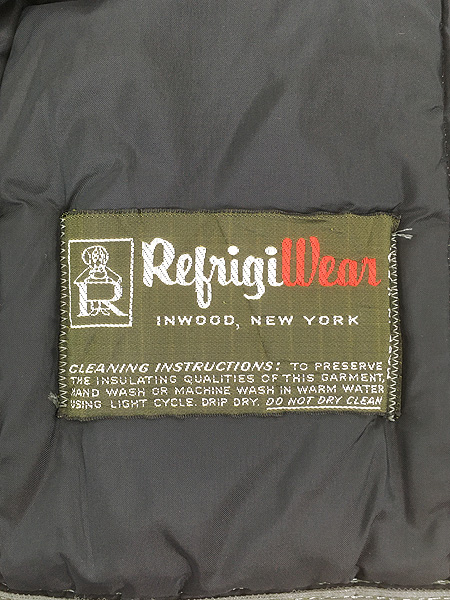 R
RefrigiWear
INWOOD, NEW YORK
CLEANING INSTRUCTIONS: TO PRESERVE
THE INSULATING QUALITIES OF THIS GARMENT,
HAND WASH OR MACHINE WASH IN WARM WATER
USING LIGHT CYCLE. DRIP DRY. DO NOT DRY CLEAN